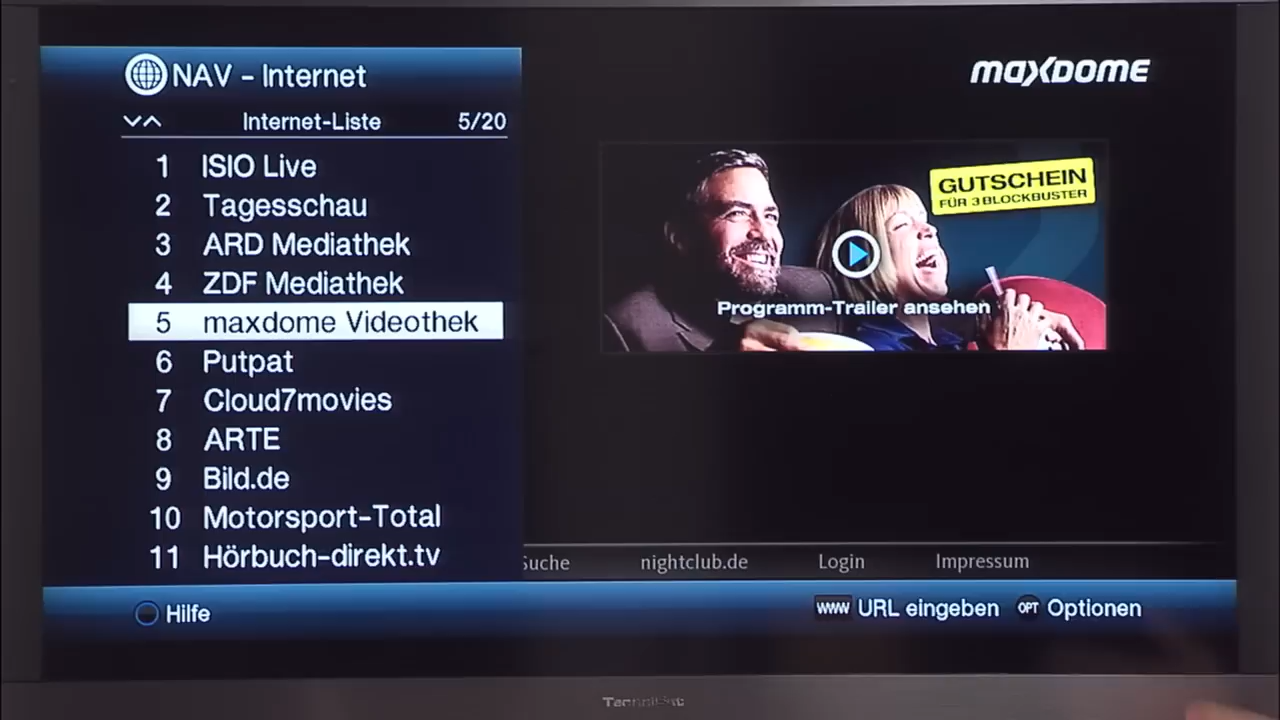 NAV - Internet
Internet-Liste 5/20
1 ISIO Live
2 Tagesschau
3 ARD Mediathek
4 ZDF Mediathek
5 maxdome Videothek
6 Putpat
7 Cloud7movies
8 ARTE
9 Bild.de
10 Motorsport-Total
11 Hörbuch-direkt.tv
maxdome
GUTSCHEIN
FÜR 3 BLOCKBUSTER
Programm-Trailer ansehen
Suche nightclub.de Login Impressum
Hilfe WWW URL eingeben OPT Optionen